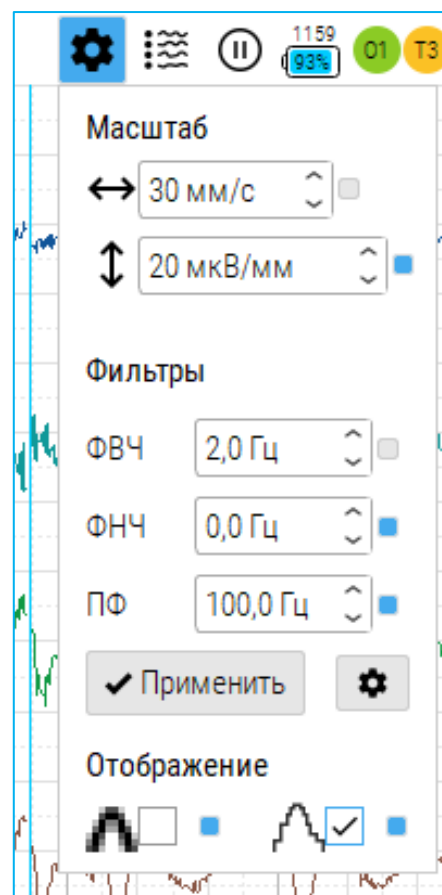 1159
93%
O1 T3
Масштаб
30 мм/с
20 мкВ/мм
Фильтры
ФВЧ 2,0 Гц
ФНЧ 0,0 Гц
ПФ 100,0 Гц
Применить
Отображение